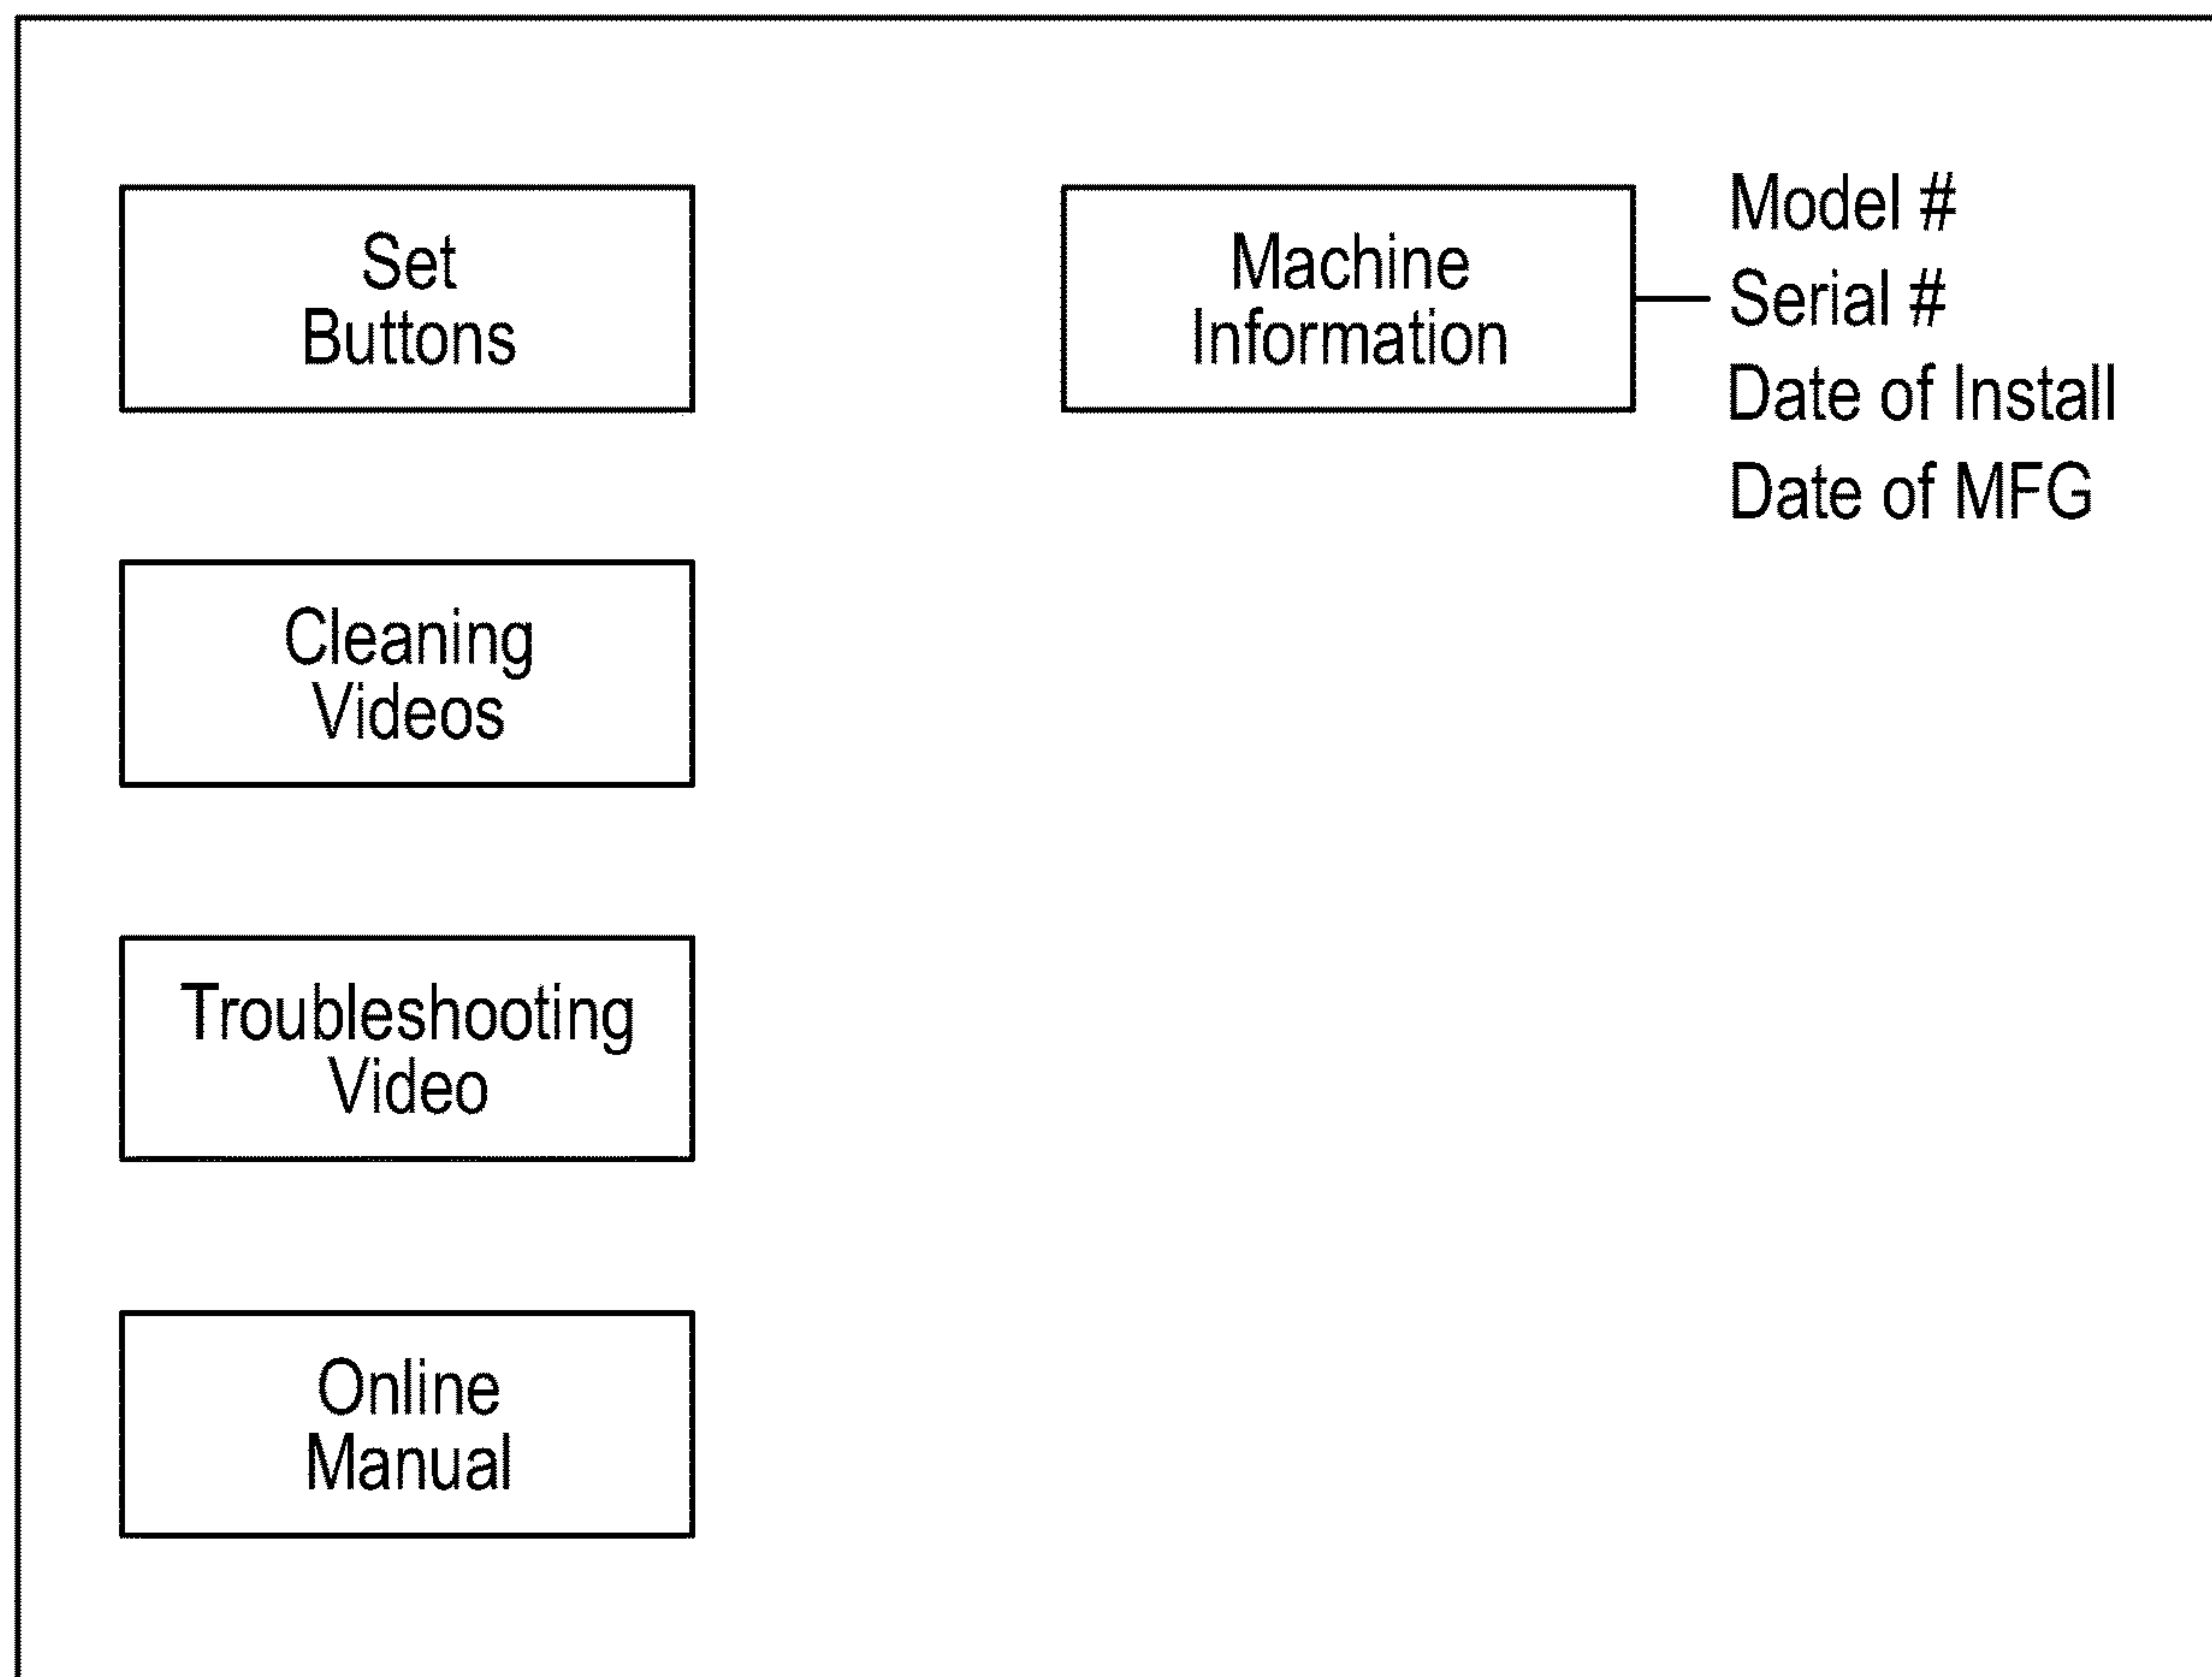 Set
Buttons
Machine
Information
Model #
Serial #
Date of Install
Date of MFG
Cleaning
Videos
Troubleshooting
Video
Online
Manual